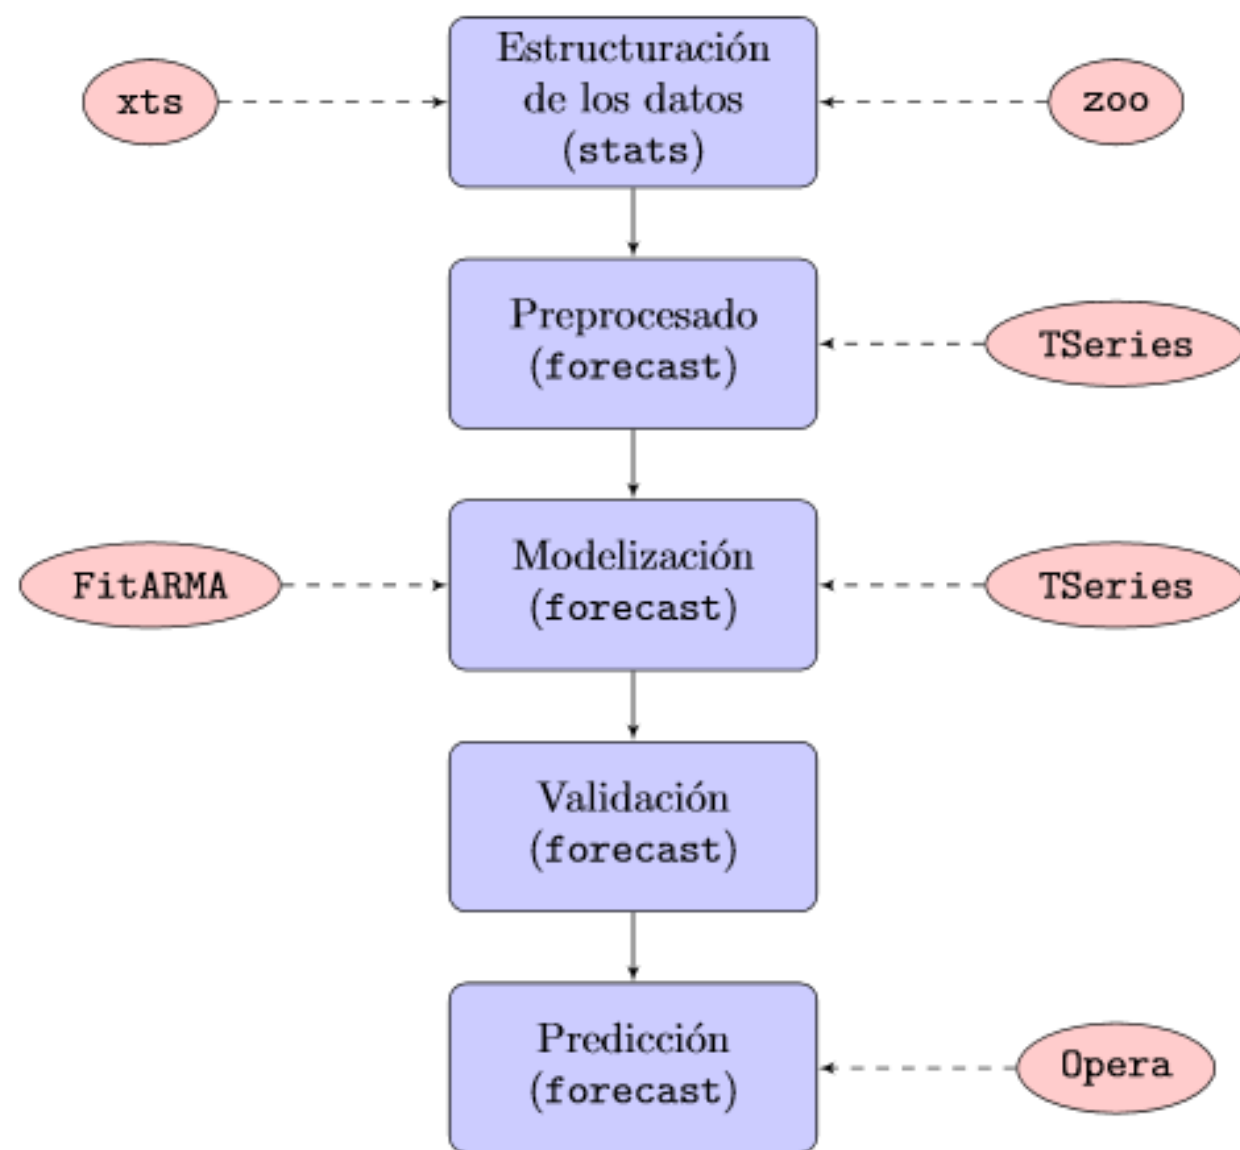 Estructuración
de los datos
(stats)
xts
zoo
Preprocesado
(forecast)
TSeries
Modelización
(forecast)
FitARMA
TSeries
Validación
(forecast)
Predicción
(forecast)
Opera